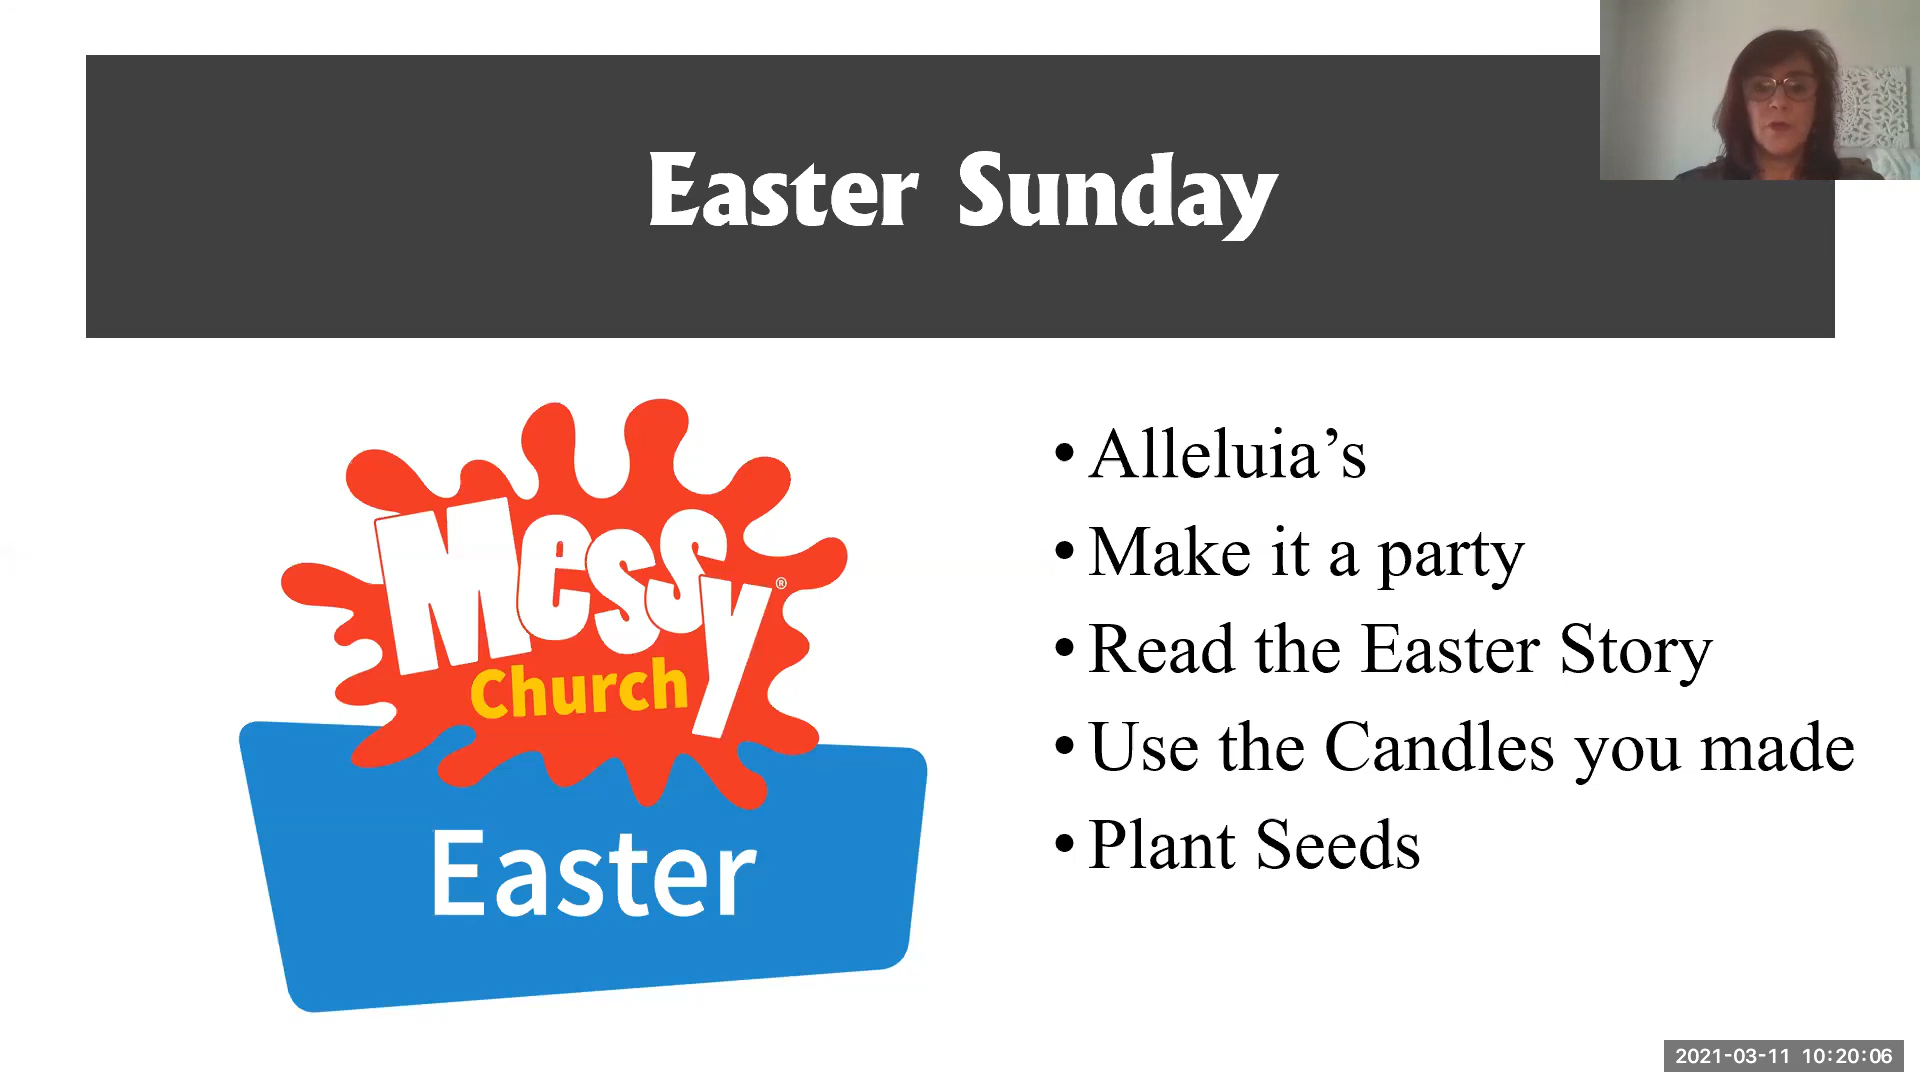 Easter Sunday
Messy®
Church
Easter
• Alleluia’s
• Make it a party
• Read the Easter Story
• Use the Candles you made
• Plant Seeds
2021-03-11 10:20:06